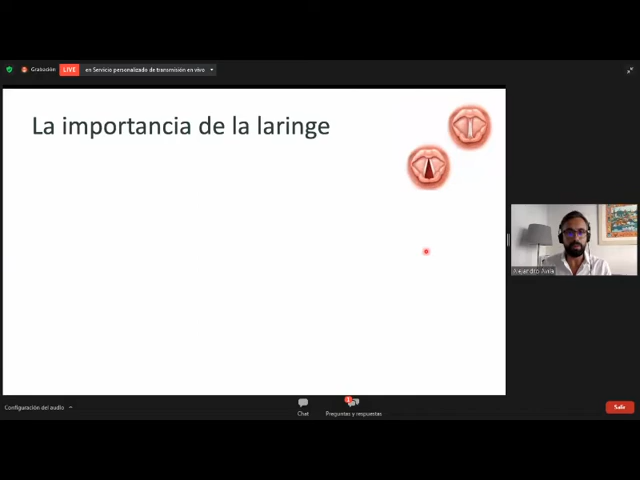 Grabación
LIVE
en Servicio personalizado de transmisión en vivo
La importancia de la laringe
Configuración del audio
Chat
1
Preguntas y respuestas
Salir